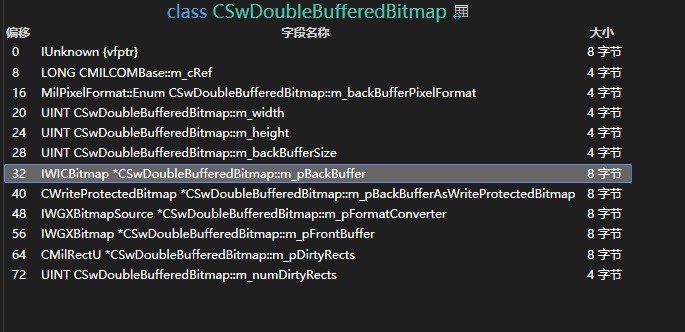 class CSwDoubleBufferedBitmap
偏移 字段名称 大小
0 IUnknown {vfptr} 8 字节
8 LONG CMILCOMBase::m_cRef 4 字节
16 MilPixelFormat::Enum CSwDoubleBufferedBitmap::m_backBufferPixelFormat 4 字节
20 UINT CSwDoubleBufferedBitmap::m_width 4 字节
24 UINT CSwDoubleBufferedBitmap::m_height 4 字节
28 UINT CSwDoubleBufferedBitmap::m_backBufferSize 4 字节
32 IWICBitmap *CSwDoubleBufferedBitmap::m_pBackBuffer 8 字节
40 CWriteProtectedBitmap *CSwDoubleBufferedBitmap::m_pBackBufferAsWriteProtectedBitmap 8 字节
48 IWGXBitmapSource *CSwDoubleBufferedBitmap::m_pFormatConverter 8 字节
56 IWGXBitmap *CSwDoubleBufferedBitmap::m_pFrontBuffer 8 字节
64 CMilRectU *CSwDoubleBufferedBitmap::m_pDirtyRects 8 字节
72 UINT CSwDoubleBufferedBitmap::m_numDirtyRects 4 字节